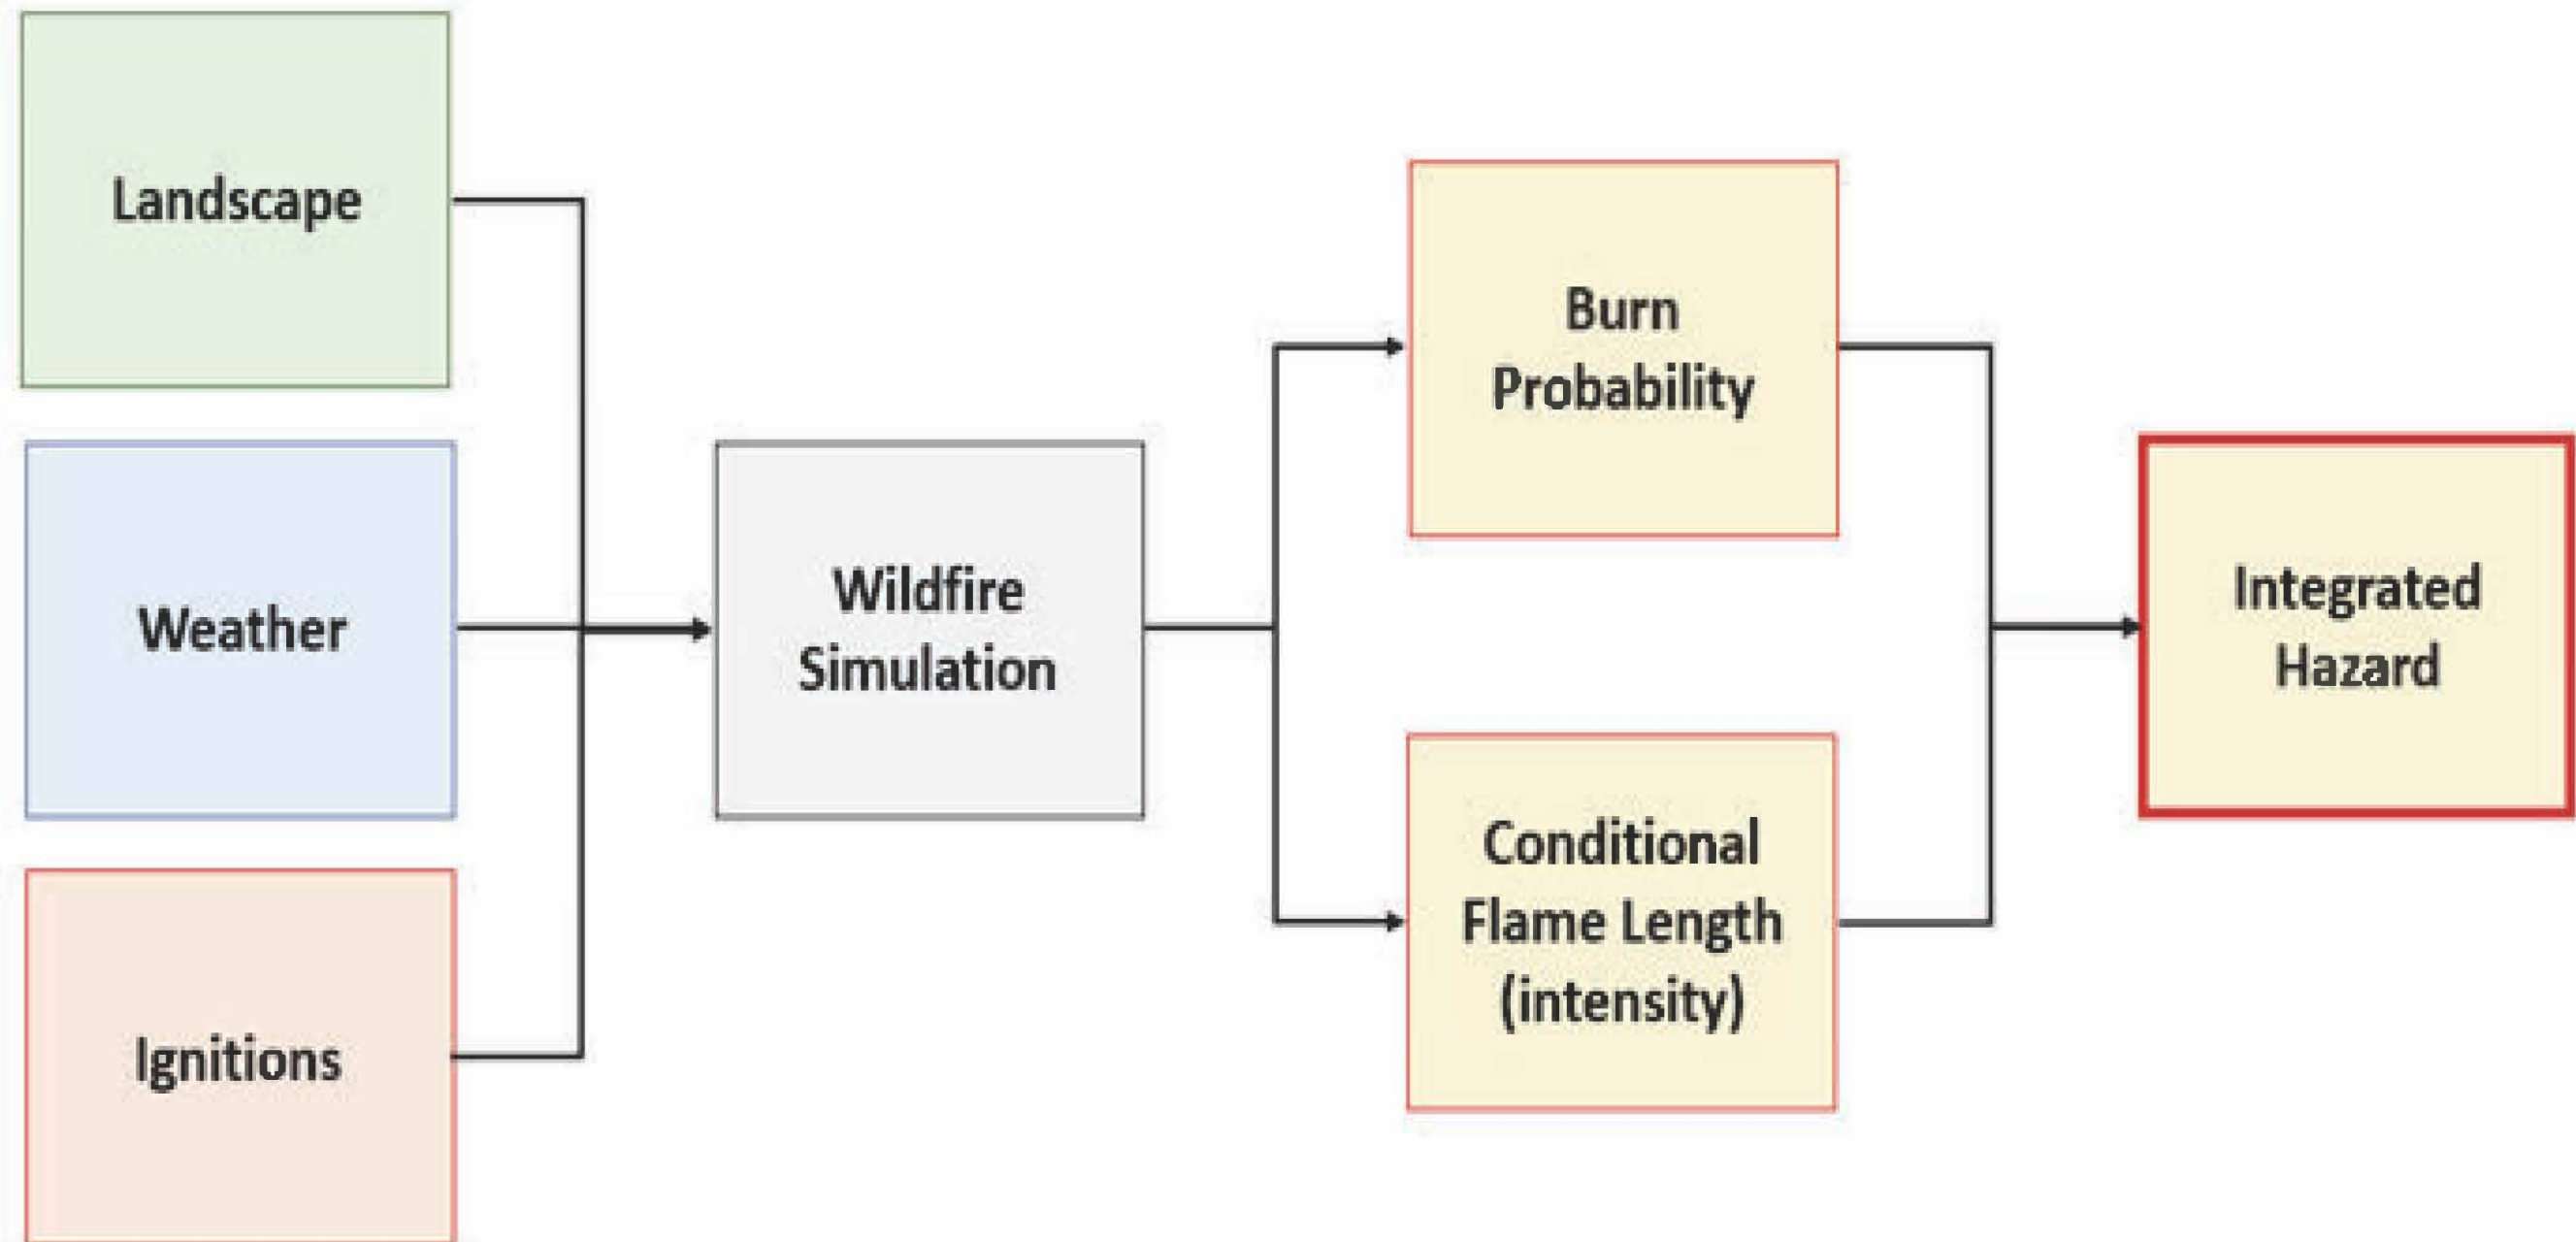 Landscape
Weather
Ignitions
Wildfire
Simulation
Burn
Probability
Conditional
Flame Length
(intensity)
Integrated
Hazard